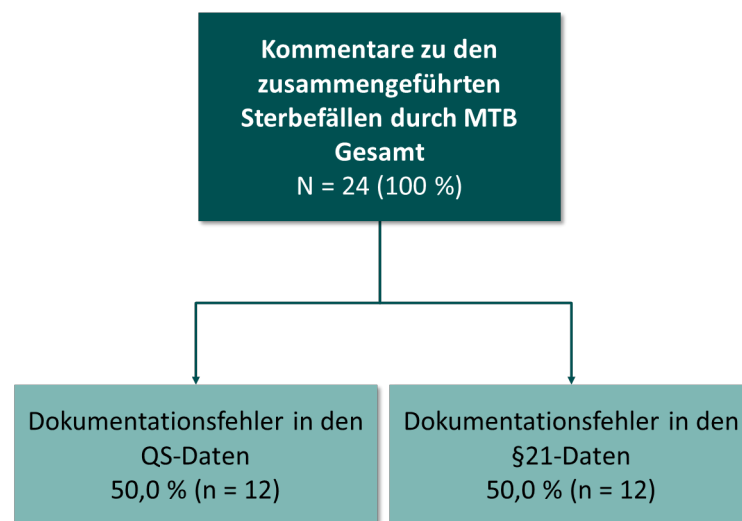 Kommentare zu den
zusammengeführten
Sterbefällen durch MTB
Gesamt
N = 24 (100 %)
Dokumentationsfehler in den
QS-Daten
50,0 % (n = 12)
Dokumentationsfehler in den
§21-Daten
50,0 % (n = 12)